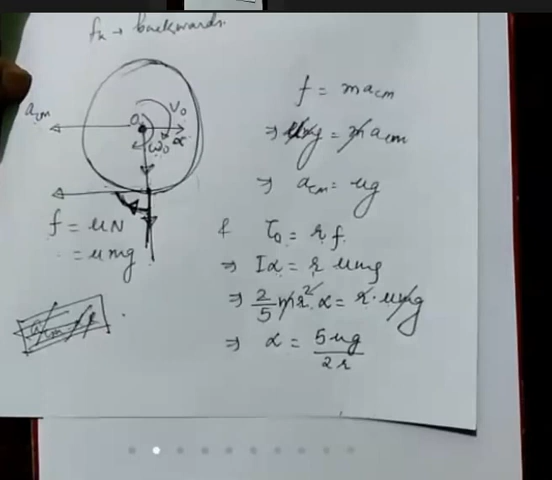 fk → backwards.
acm
v0
O
α
ω0
f = μN
= μmg
f = macm
⇒ μmg = macm
⇒ acm = μg
& τ0 = r f.
⇒ Iα = r μmg
⇒ 2/5 mr² α = r · μmg
⇒ α = 5μg/2r